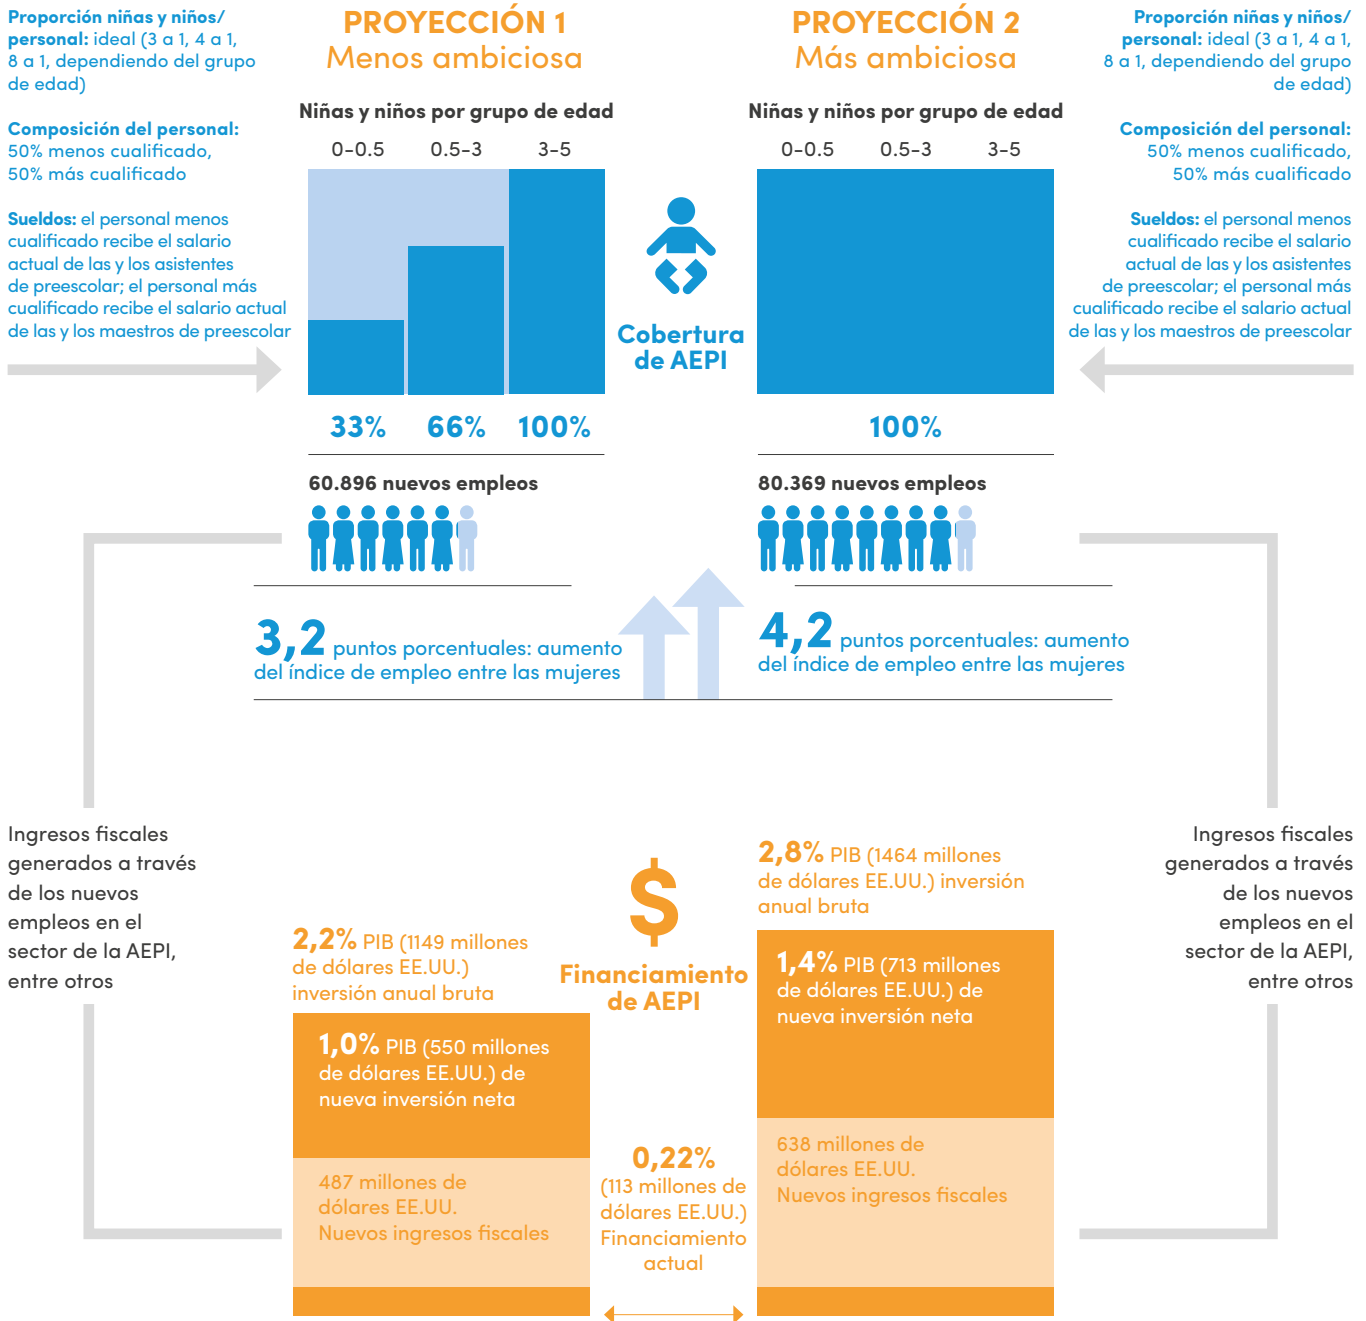 Proporción niñas y niños/
personal: ideal (3 a 1, 4 a 1,
8 a 1, dependiendo del grupo
de edad)
Composición del personal:
50% menos cualificado,
50% más cualificado
Sueldos: el personal menos
cualificado recibe el salario
actual de las y los asistentes
de preescolar; el personal más
cualificado recibe el salario actual
de las y los maestros de preescolar
PROYECCIÓN 1
Menos ambiciosa
Niñas y niños por grupo de edad
0-0.5 0.5-3 3-5
33% 66% 100%
60.896 nuevos empleos
3,2 puntos porcentuales: aumento
del índice de empleo entre las mujeres
Cobertura
de AEPI
PROYECCIÓN 2
Más ambiciosa
Niñas y niños por grupo de edad
0-0.5 0.5-3 3-5
100%
80.369 nuevos empleos
4,2 puntos porcentuales: aumento
del índice de empleo entre las mujeres
Proporción niñas y niños/
personal: ideal (3 a 1, 4 a 1,
8 a 1, dependiendo del grupo
de edad)
Composición del personal:
50% menos cualificado,
50% más cualificado
Sueldos: el personal menos
cualificado recibe el salario
actual de las y los asistentes
de preescolar; el personal más
cualificado recibe el salario actual
de las y los maestros de preescolar
Ingresos fiscales
generados a través
de los nuevos
empleos en el
sector de la AEPI,
entre otros
2,2% PIB (1149 millones
de dólares EE.UU.)
inversión anual bruta
1,0% PIB (550 millones
de dólares EE.UU.) de
nueva inversión neta
487 millones de
dólares EE.UU.
Nuevos ingresos fiscales
$
Financiamiento
de AEPI
0,22%
(113 millones de
dólares EE.UU.)
Financiamiento
actual
2,8% PIB (1464 millones
de dólares EE.UU.) inversión
anual bruta
1,4% PIB (713 millones
de dólares EE.UU.) de
nueva inversión neta
638 millones de
dólares EE.UU.
Nuevos ingresos fiscales
Ingresos fiscales
generados a través
de los nuevos
empleos en el
sector de la AEPI,
entre otros